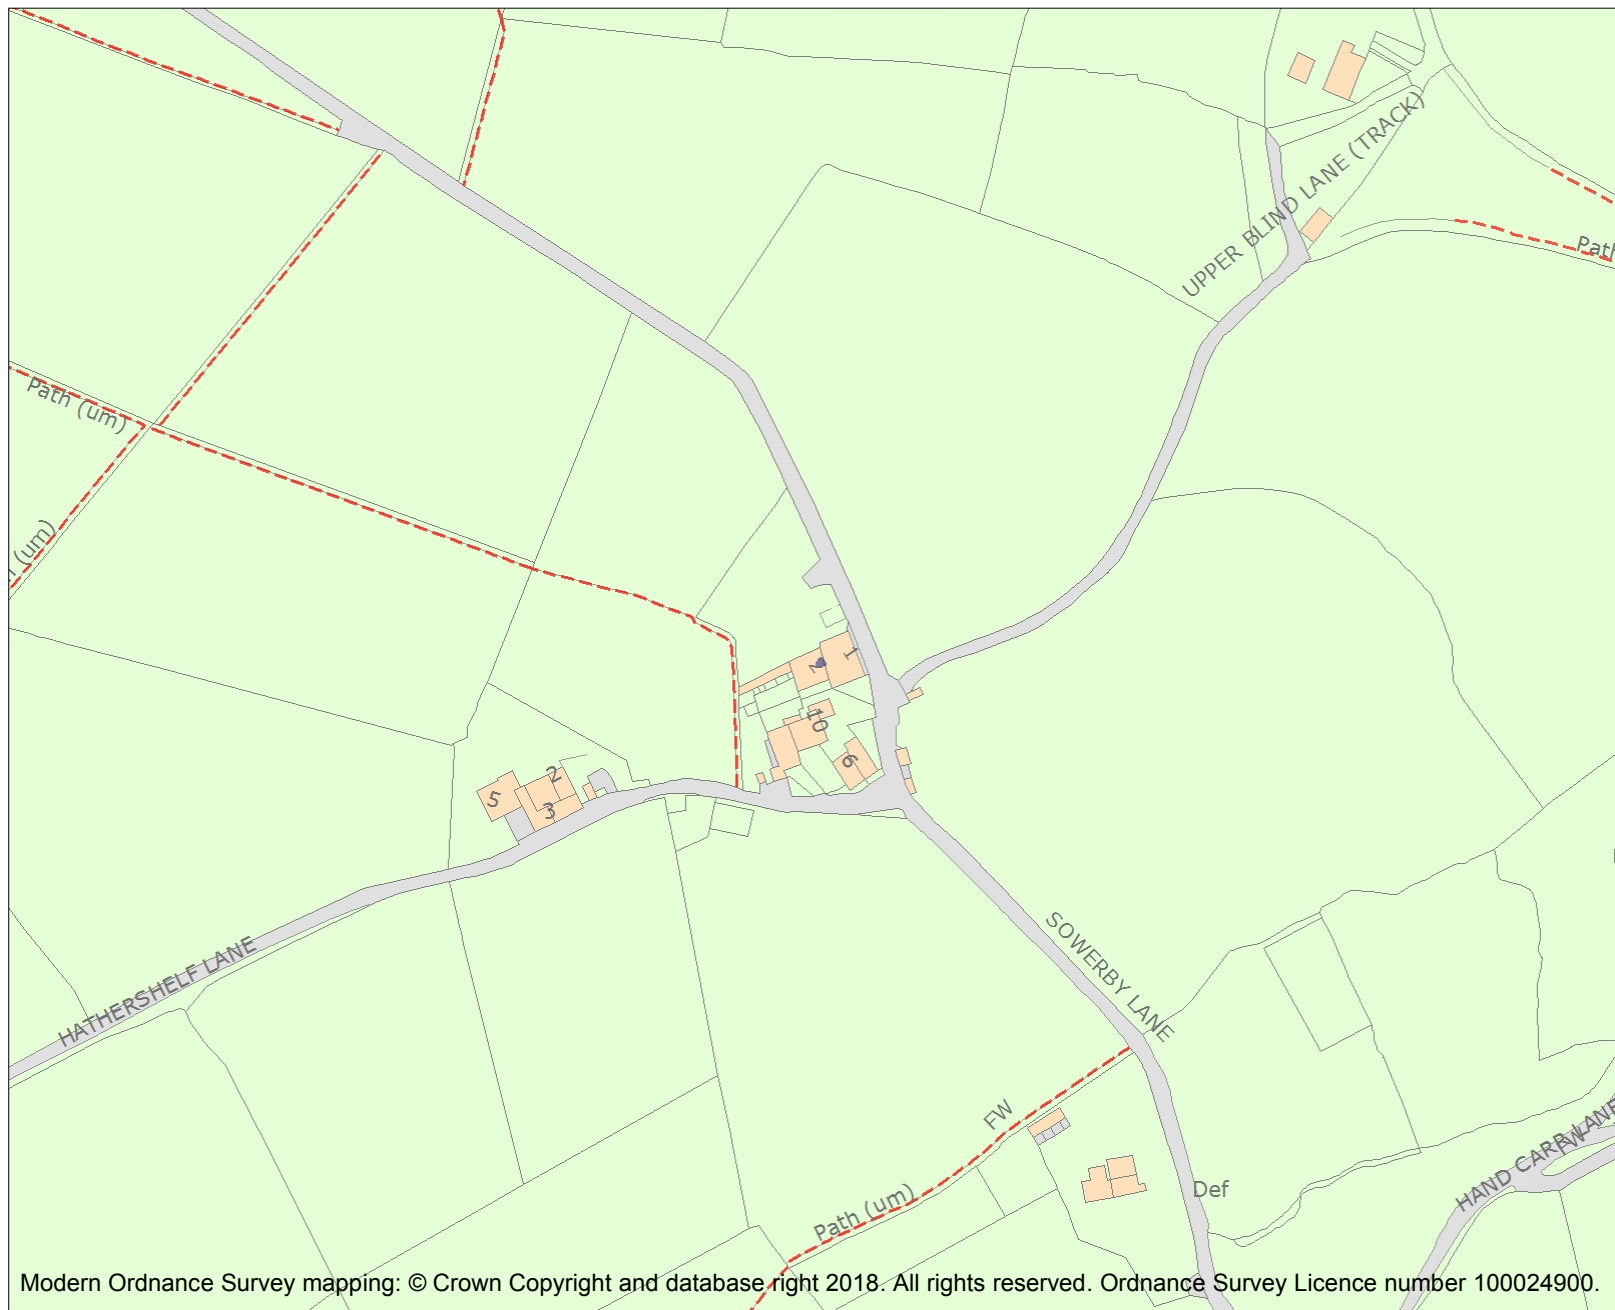 UPPER BLIND LANE (TRACK)
Path
Path (um)
(um)
1
2
10
6
2
5
3
HATHERSHELF LANE
SOWERBY LANE
FW
HAND CARR LANE
FW
Def
Path (um)
Modern Ordnance Survey mapping: © Crown Copyright and database right 2018. All rights reserved. Ordnance Survey Licence number 100024900.